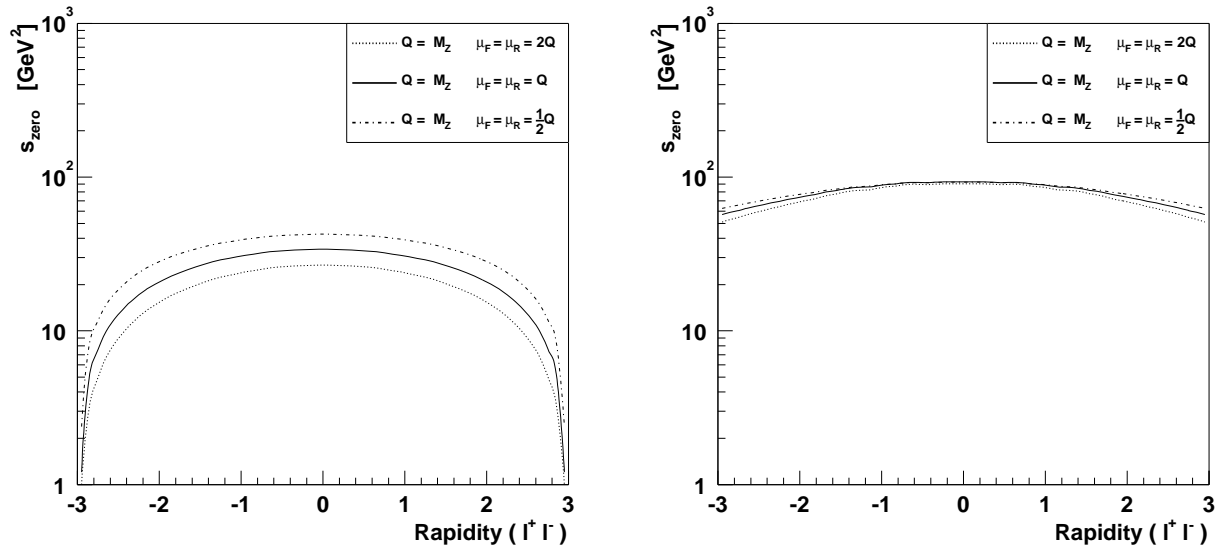 s_zero [GeV²]
10³
10²
10
1
Q = M_Z μ_F = μ_R = 2Q
Q = M_Z μ_F = μ_R = Q
Q = M_Z μ_F = μ_R = ½Q
-3 -2 -1 0 1 2 3
Rapidity ( l⁺ l⁻ )
s_zero [GeV²]
10³
10²
10
1
Q = M_Z μ_F = μ_R = 2Q
Q = M_Z μ_F = μ_R = Q
Q = M_Z μ_F = μ_R = ½Q
-3 -2 -1 0 1 2 3
Rapidity ( l⁺ l⁻ )